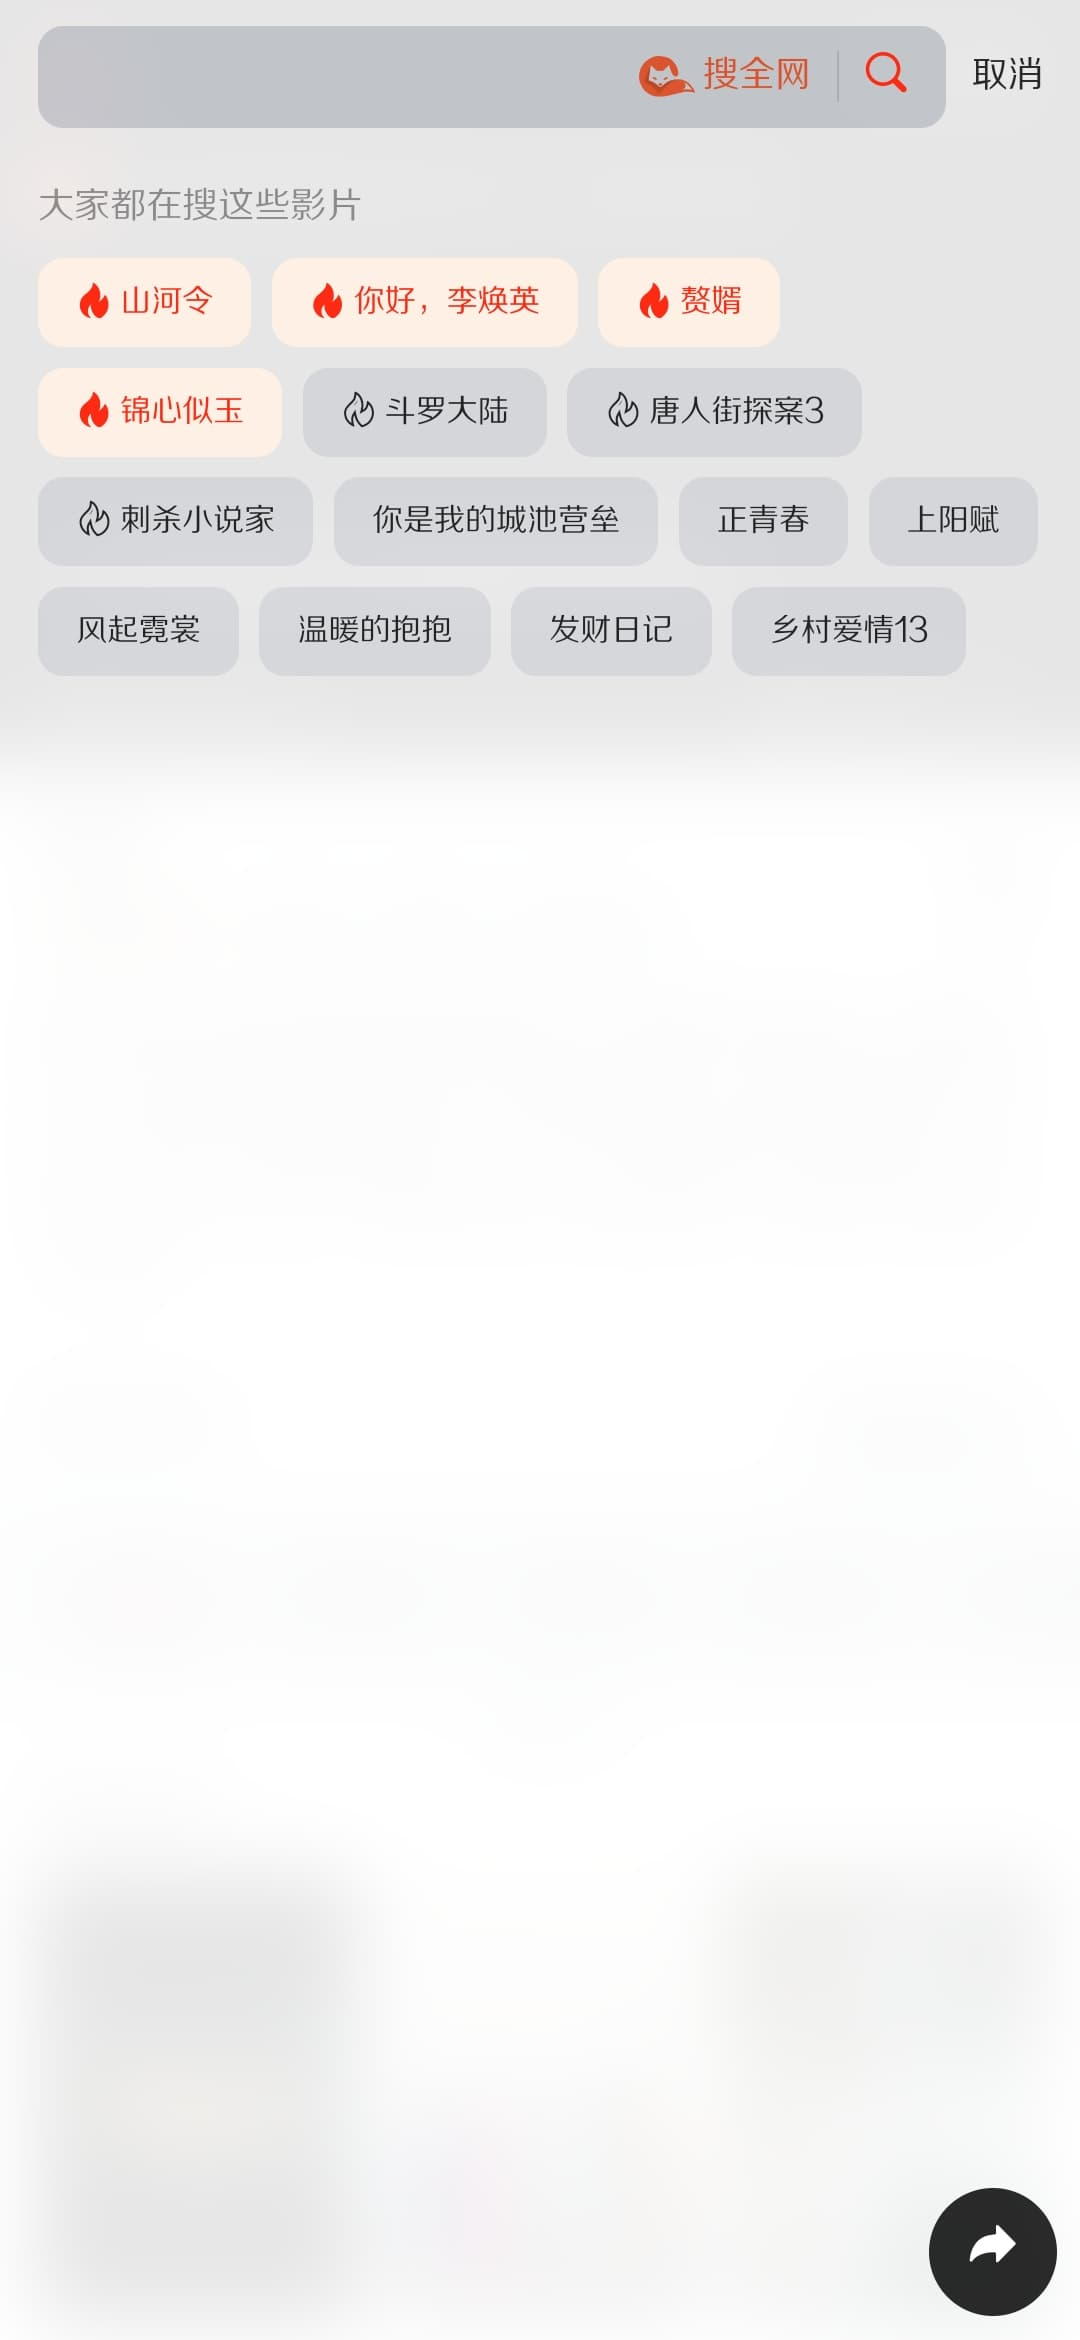 搜全网 取消
大家都在搜这些影片
山河令 你好，李焕英 赘婿
锦心似玉 斗罗大陆 唐人街探案3
刺杀小说家 你是我的城池营垒 正青春 上阳赋
风起霓裳 温暖的抱抱 发财日记 乡村爱情13